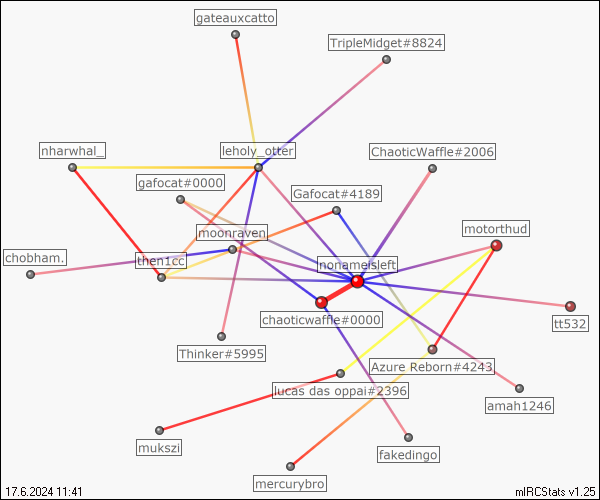 gateauxcatto
TripleMidget#8824
nharwhal_
leholy_otter
ChaoticWaffle#2006
gafocat#0000
Gafocat#4189
moonraven
motorthud
chobham.
then1cc
nonameisleft
chaoticwaffle#0000
tt532
Thinker#5995
Azure Reborn#4243
lucas das oppai#2396
amah1246
mukszi
fakedingo
mercurybro
17.6.2024 11:41
mIRCStats v1.25